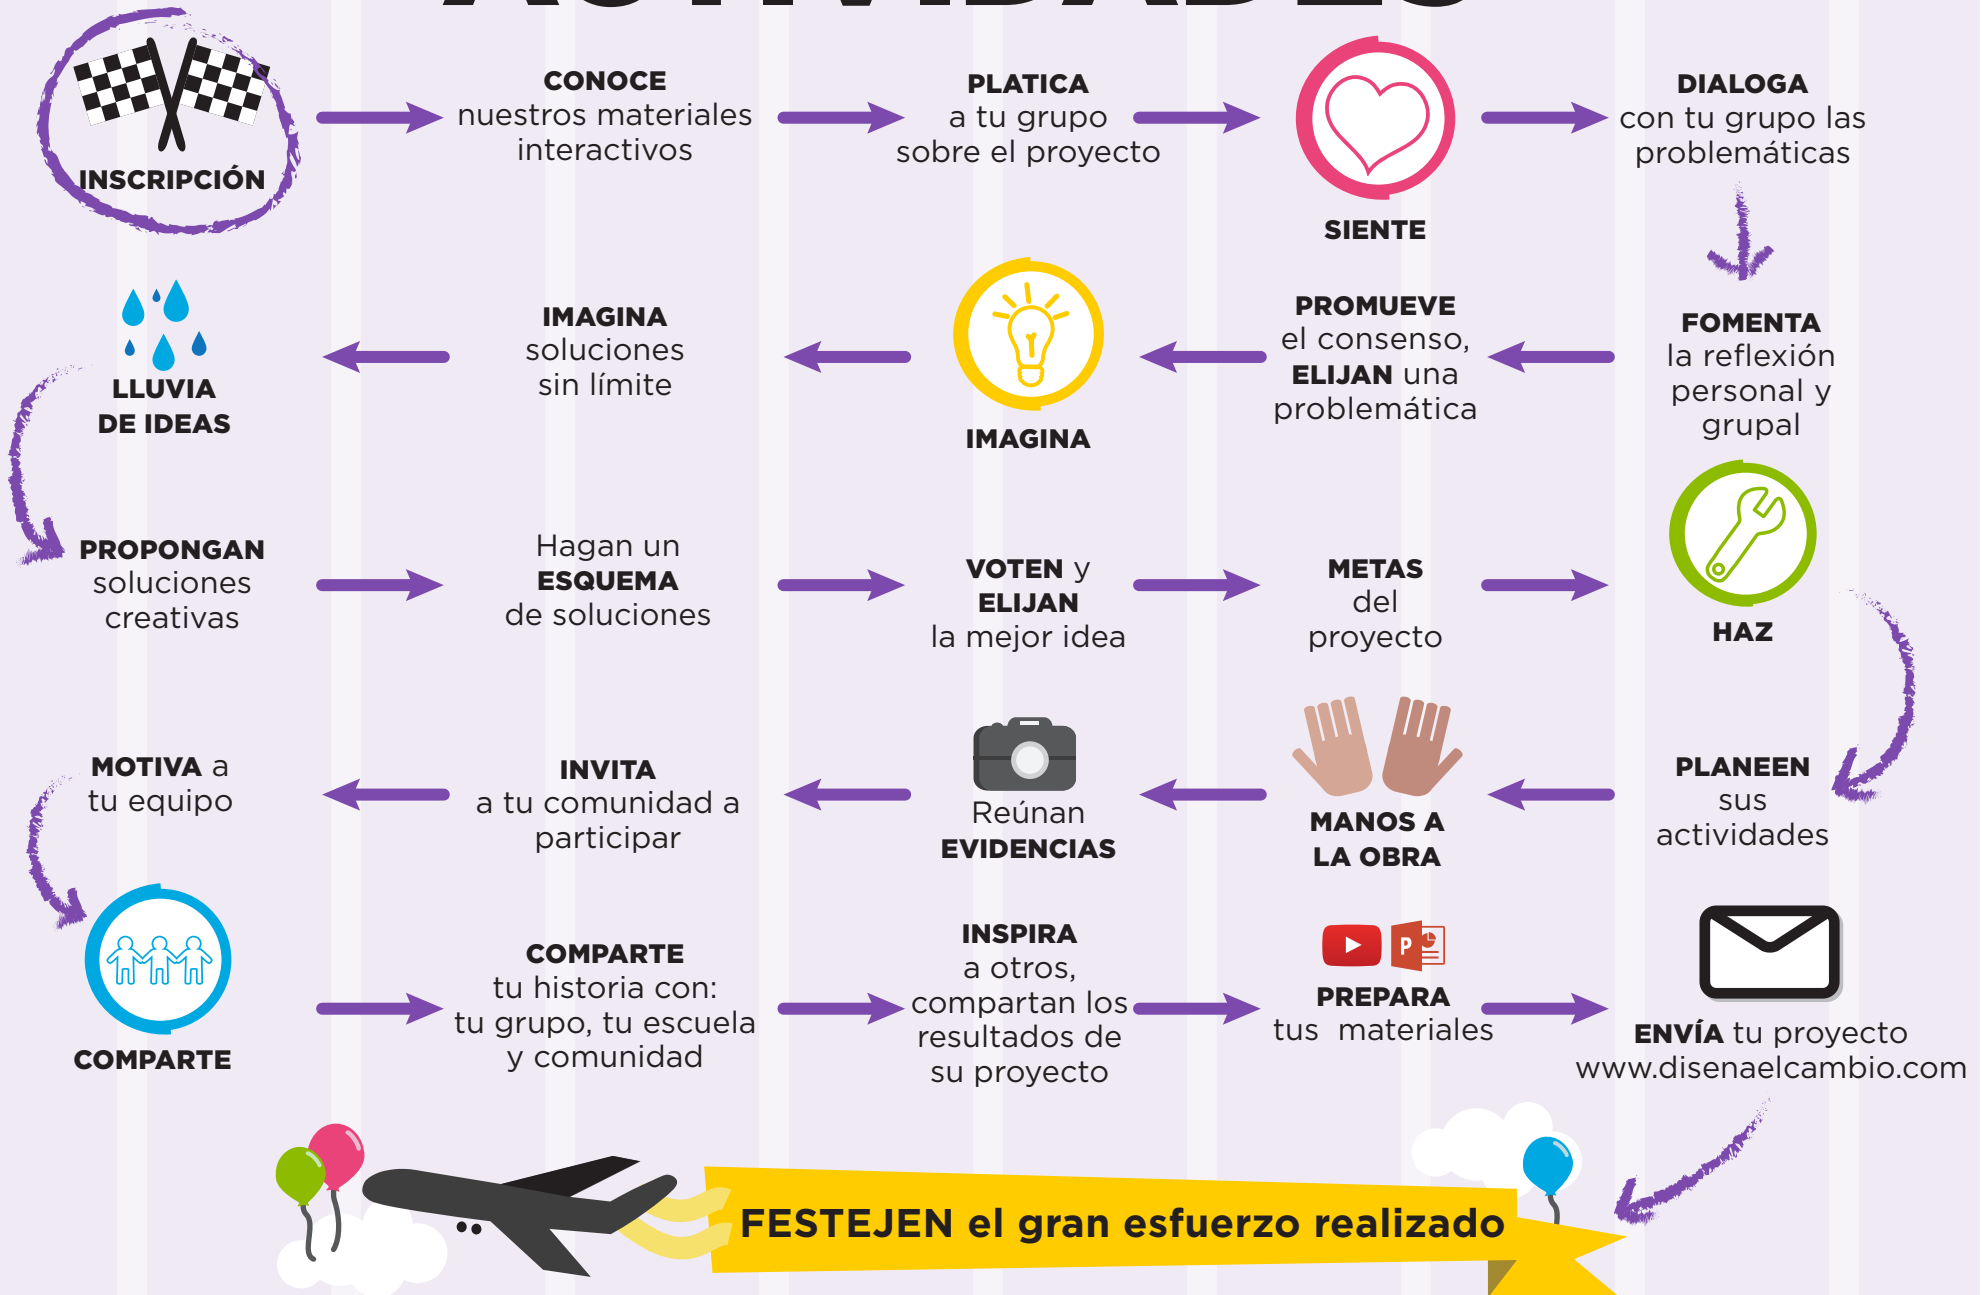 ACTIVIDADES
INSCRIPCIÓN
CONOCE
nuestros materiales
interactivos
PLATICA
a tu grupo
sobre el proyecto
SIENTE
DIALOGA
con tu grupo las
problemáticas
FOMENTA
la reflexión
personal y
grupal
PROMUEVE
el consenso,
ELIJAN una
problemática
IMAGINA
IMAGINA
soluciones
sin límite
LLUVIA
DE IDEAS
PROPONGAN
soluciones
creativas
Hagan un
ESQUEMA
de soluciones
VOTEN y
ELIJAN
la mejor idea
METAS
del
proyecto
HAZ
PLANEEN
sus
actividades
MANOS A
LA OBRA
Reúnan
EVIDENCIAS
INVITA
a tu comunidad a
participar
MOTIVA a
tu equipo
COMPARTE
COMPARTE
tu historia con:
tu grupo, tu escuela
y comunidad
INSPIRA
a otros,
compartan los
resultados de
su proyecto
P
PREPARA
tus materiales
ENVÍA tu proyecto
www.disenaelcambio.com
FESTEJEN el gran esfuerzo realizado